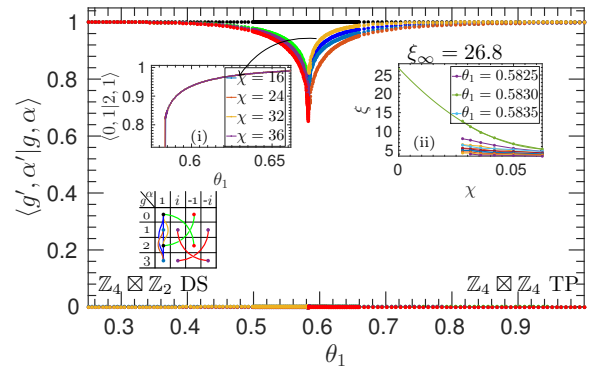 ⟨g′, α′|g, α⟩
1
0.8
0.6
0.4
0.2
0
0.3 0.4 0.5 0.6 0.7 0.8 0.9
θ₁
ξ∞ = 26.8
⟨0, 1|2, 1⟩
1
0.9
0.8
0.7
0.6
0.5
0.6 0.65
θ₁
(i)
χ = 16
χ = 24
χ = 32
χ = 36
ξ
25
20
15
10
5
0 0.05
χ
(ii)
θ₁ = 0.5825
θ₁ = 0.5830
θ₁ = 0.5835
g α 1 i -1 -i
0
1
2
3
ℤ₄ ⊠ ℤ₂ DS
ℤ₄ ⊠ ℤ₄ TP